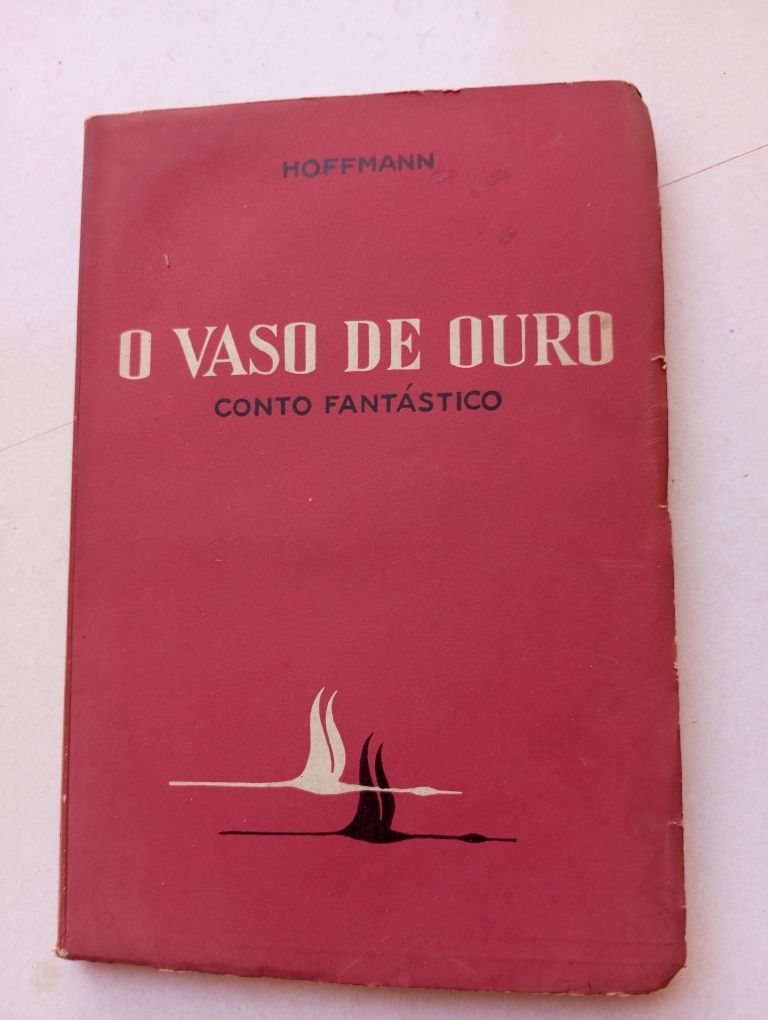 HOFFMANN
O VASO DE OURO
CONTO FANTÁSTICO